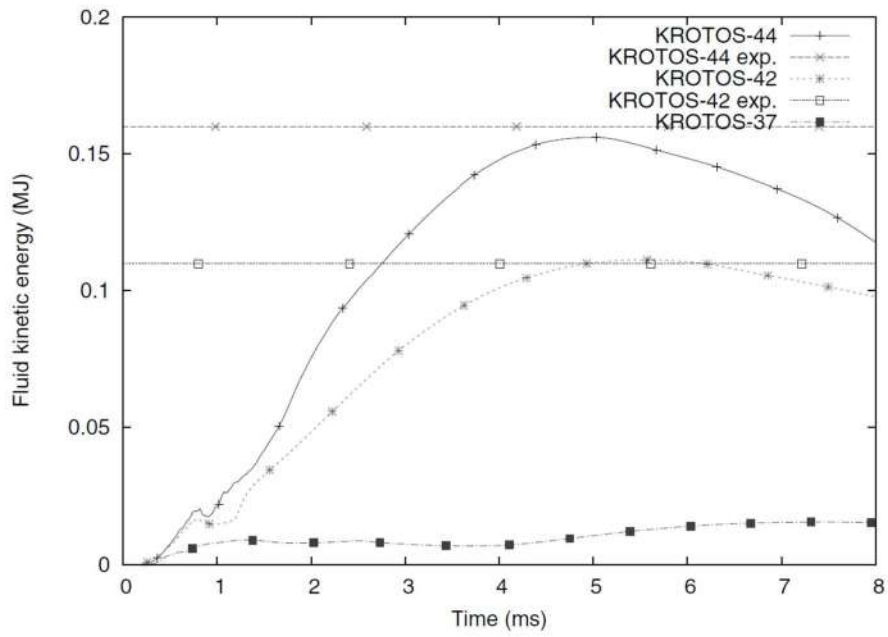 0.2
0.15
0.1
0.05
0
Fluid kinetic energy (MJ)
KROTOS-44
KROTOS-44 exp.
KROTOS-42
KROTOS-42 exp.
KROTOS-37
0 1 2 3 4 5 6 7 8
Time (ms)